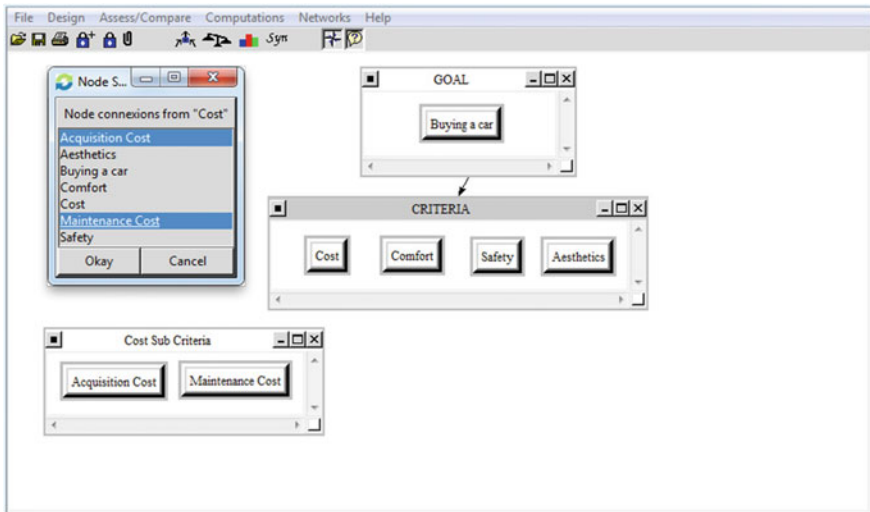 File Design Assess/Compare Computations Networks Help
Syn
Node S...
Node connexions from "Cost"
Acquisition Cost
Aesthetics
Buying a car
Comfort
Cost
Maintenance Cost
Safety
Okay Cancel
GOAL
Buying a car
CRITERIA
Cost Comfort Safety Aesthetics
Cost Sub Criteria
Acquisition Cost Maintenance Cost